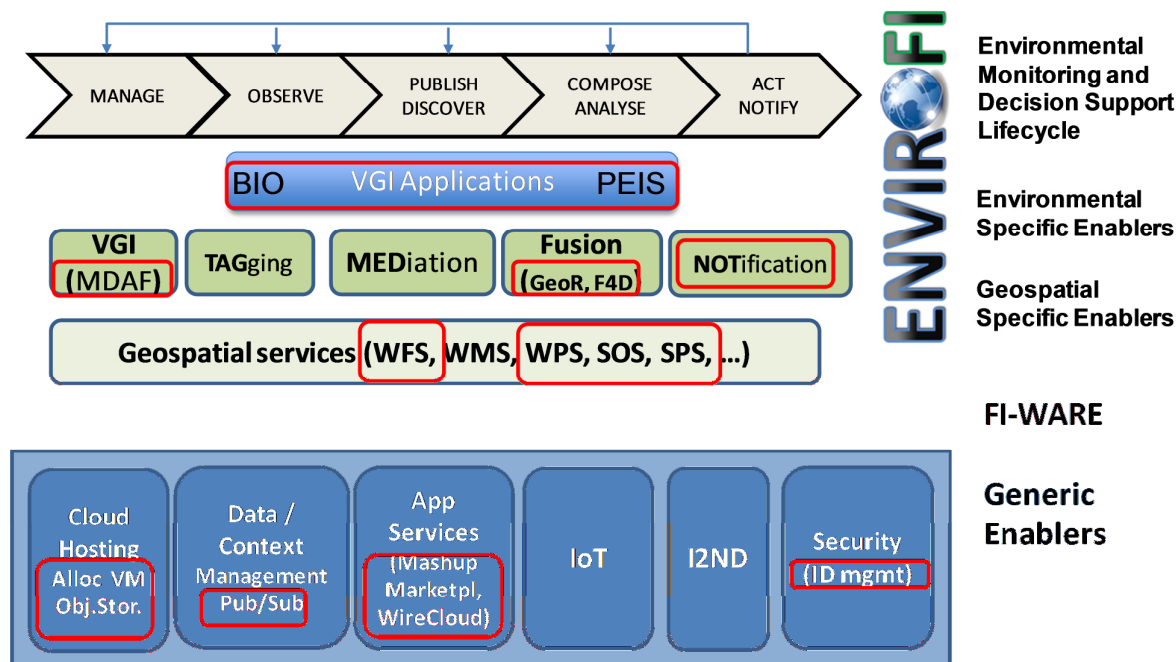 MANAGE
OBSERVE
PUBLISH
DISCOVER
COMPOSE
ANALYSE
ACT
NOTIFY
ENVIROFI
Environmental
Monitoring and
Decision Support
Lifecycle
BIO VGI Applications PEIS
Environmental
Specific Enablers
VGI
(MDAF)
TAGging
MEDiation
Fusion
(GeoR, F4D)
NOTification
Geospatial
Specific Enablers
Geospatial services (WFS, WMS, WPS, SOS, SPS, ...)
FI-WARE
Generic
Enablers
Cloud
Hosting
Alloc VM
Obj.Stor.
Data /
Context
Management
Pub/Sub
App
Services
(Mashup
Marketpl,
WireCloud)
IoT
I2ND
Security
(ID mgmt)